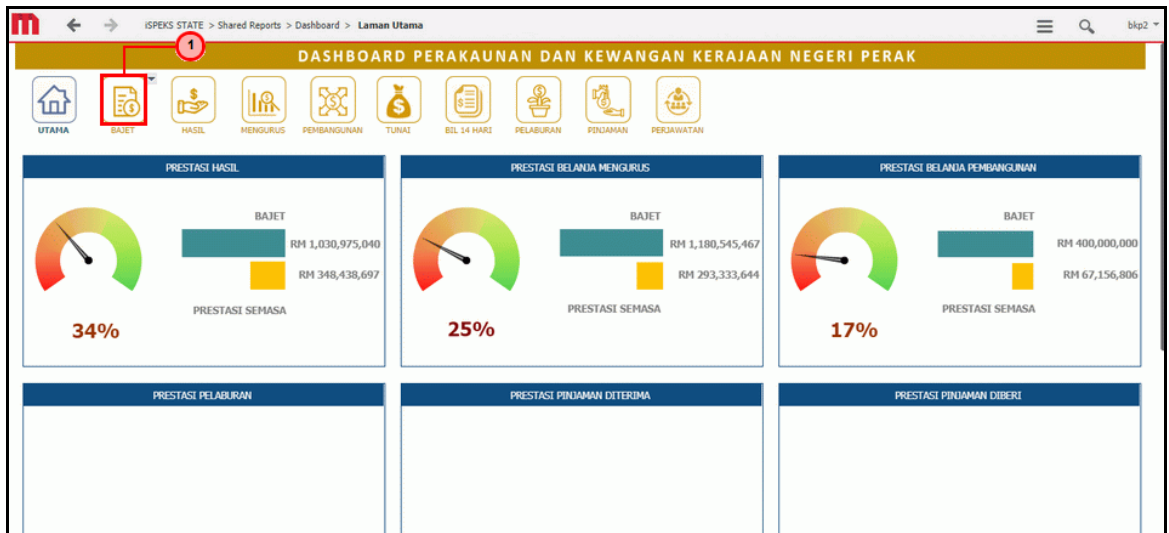 iSPEKS STATE > Shared Reports > Dashboard > Laman Utama
bkp2
1
DASHBOARD PERAKAUNAN DAN KEWANGAN KERAJAAN NEGERI PERAK
UTAMA BAJET HASIL MENGURUS PEMBANGUNAN TUNAI BIL 14 HARI PELABURAN PINJAMAN PERJAWATAN
PRESTASI HASIL
BAJET
RM 1,030,975,040
RM 348,438,697
PRESTASI SEMASA
34%
PRESTASI BELANJA MENGURUS
BAJET
RM 1,180,545,467
RM 293,333,644
PRESTASI SEMASA
25%
PRESTASI BELANJA PEMBANGUNAN
BAJET
RM 400,000,000
RM 67,156,806
PRESTASI SEMASA
17%
PRESTASI PELABURAN
PRESTASI PINJAMAN DITERIMA
PRESTASI PINJAMAN DIBERI